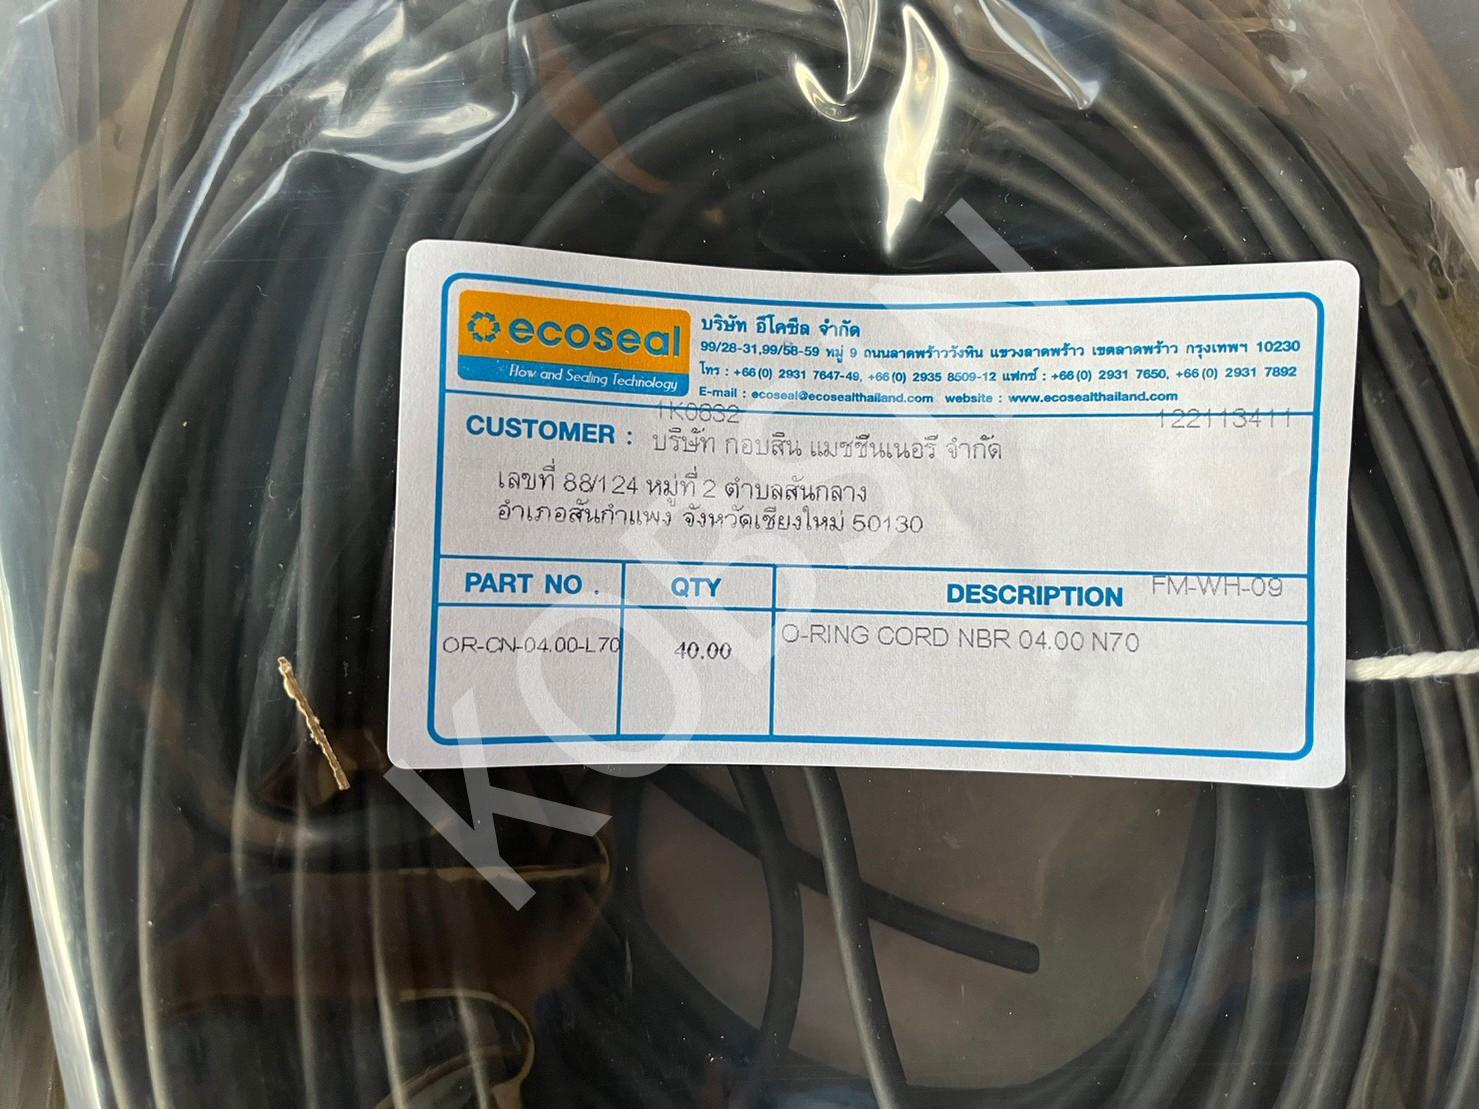 ecoseal
Flow and Sealing Technology
บริษัท อีโคซีล จำกัด
99/28-31,99/58-59 หมู่ 9 ถนนลาดพร้าววังหิน แขวงลาดพร้าว เขตลาดพร้าว กรุงเทพฯ 10230
โทร : +66(0) 2931 7647-49, +66(0) 2935 8509-12 แฟกซ์ : +66(0) 2931 7650, +66(0) 2931 7892
E-mail : ecoseal@ecosealthailand.com website : www.ecosealthailand.com
1K0832 122113411
CUSTOMER : บริษัท กอบสิน แมชชีนเนอรี จำกัด
เลขที่ 88/124 หมู่ที่ 2 ตำบลสันกลาง
อำเภอสันกำแพง จังหวัดเชียงใหม่ 50130
PART NO . QTY DESCRIPTION FM-WH-09
OR-CN-04.00-L70 40.00 O-RING CORD NBR 04.00 N70
KOBSIN